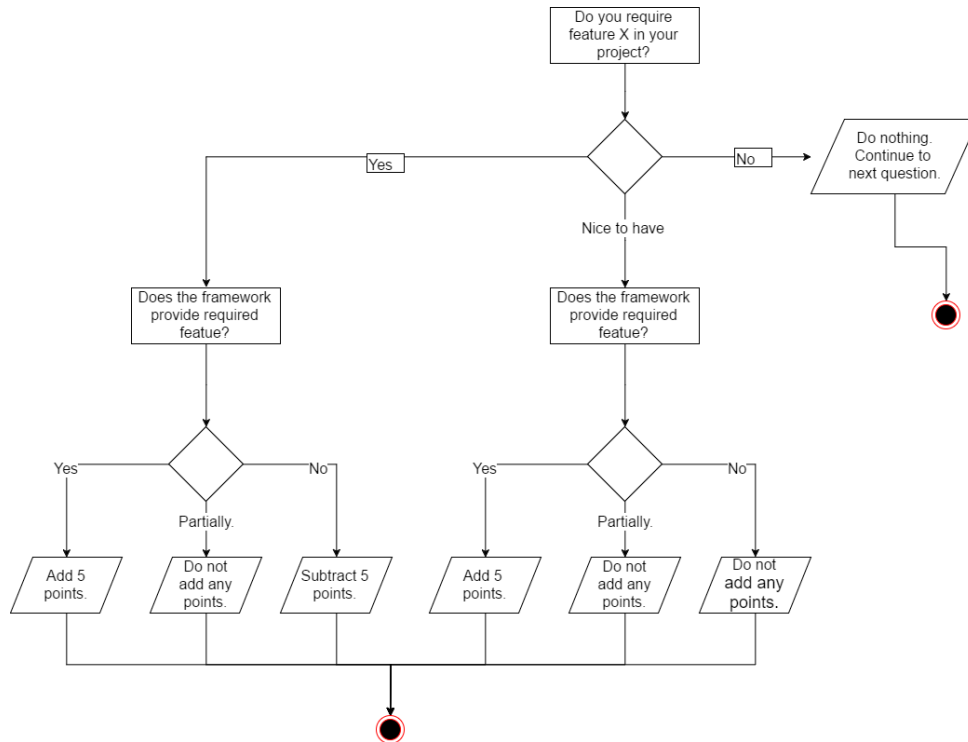 Do you require
feature X in your
project?
Do nothing.
Continue to
next question.
Yes
No
Nice to have
Does the framework
provide required
featue?
Does the framework
provide required
featue?
Yes
No
Yes
No
Partially.
Partially.
Add 5
points.
Do not
add any
points.
Subtract 5
points.
Add 5
points.
Do not
add any
points.
Do not
add any
points.